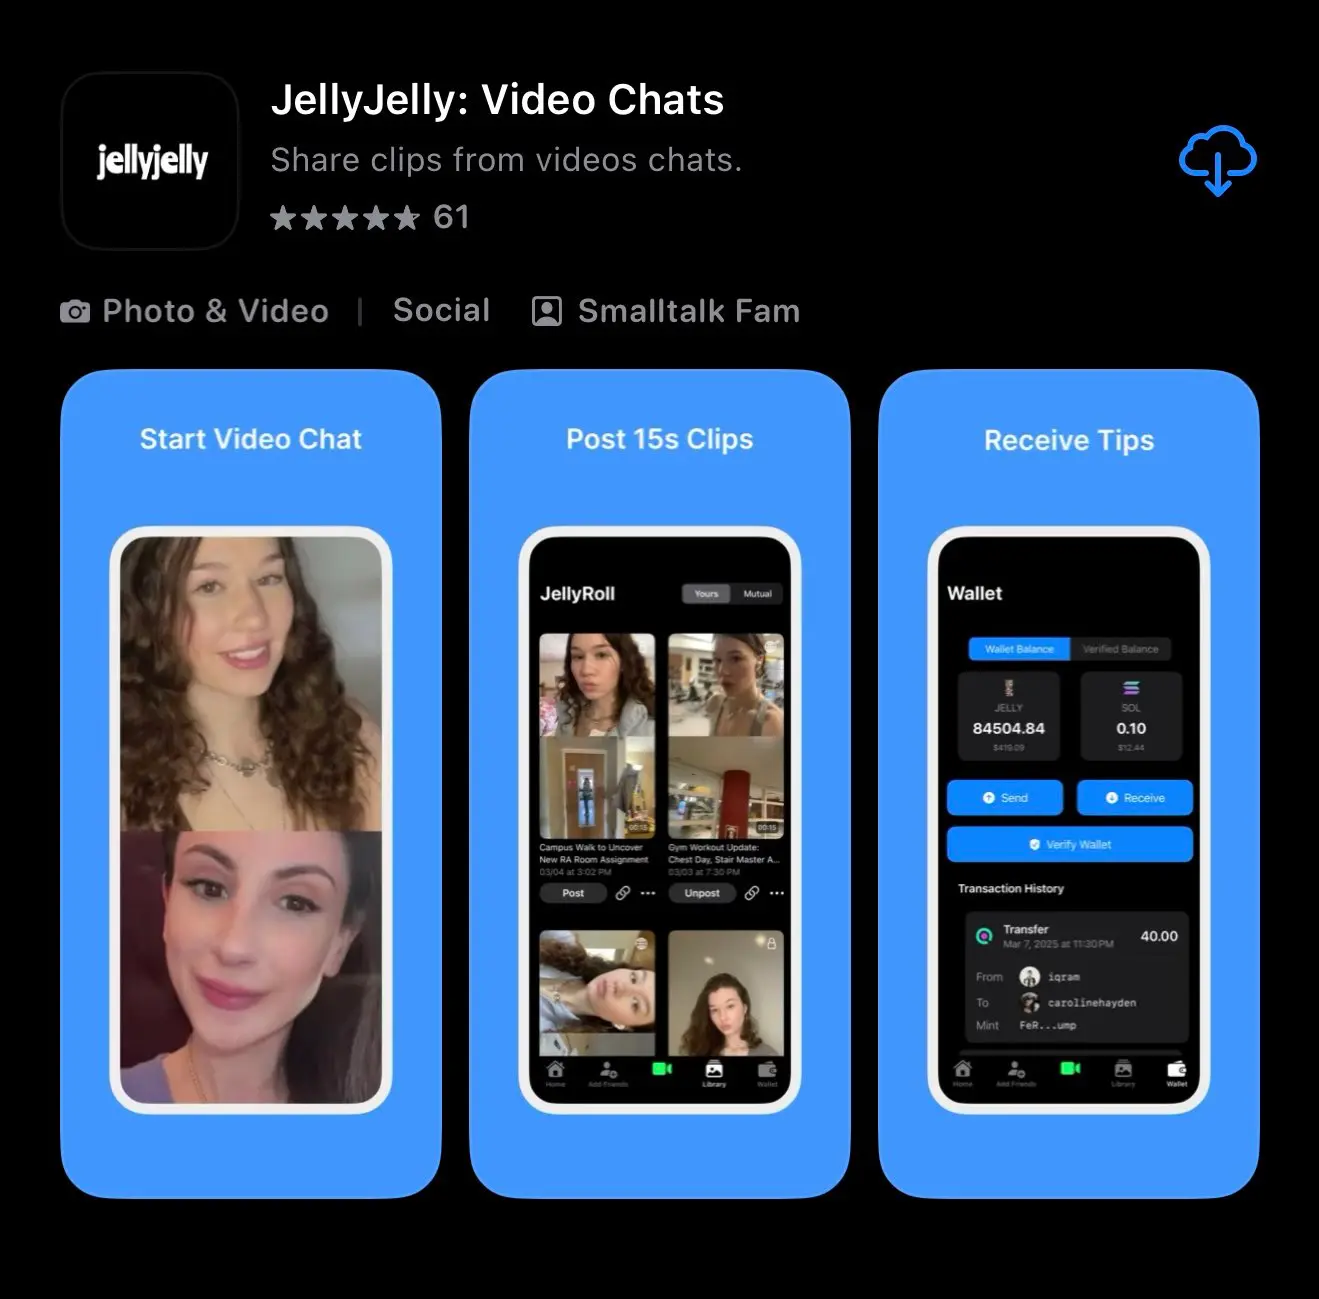 jellyjelly
JellyJelly: Video Chats
Share clips from videos chats.
61
Photo & Video | Social Smalltalk Fam
Start Video Chat
Post 15s Clips
JellyRoll
Yours Mutual
00:15 00:15
Campus Walk to Uncover
New RA Room Assignment
03/04 at 3:02 PM
Post
Gym Workout Update:
Chest Day, Stair Master A...
03/03 at 7:30 PM
Unpost
Home Add Friends Library Wallet
Receive Tips
Wallet
Wallet Balance Verified Balance
JELLY
84504.84
$419.09
SOL
0.10
$12.44
Send Receive
Verify Wallet
Transaction History
Transfer
Mar 7, 2025 at 11:30PM
40.00
From iqram
To carolinehayden
Mint FeR...ump
Home Add Friends Library Wallet